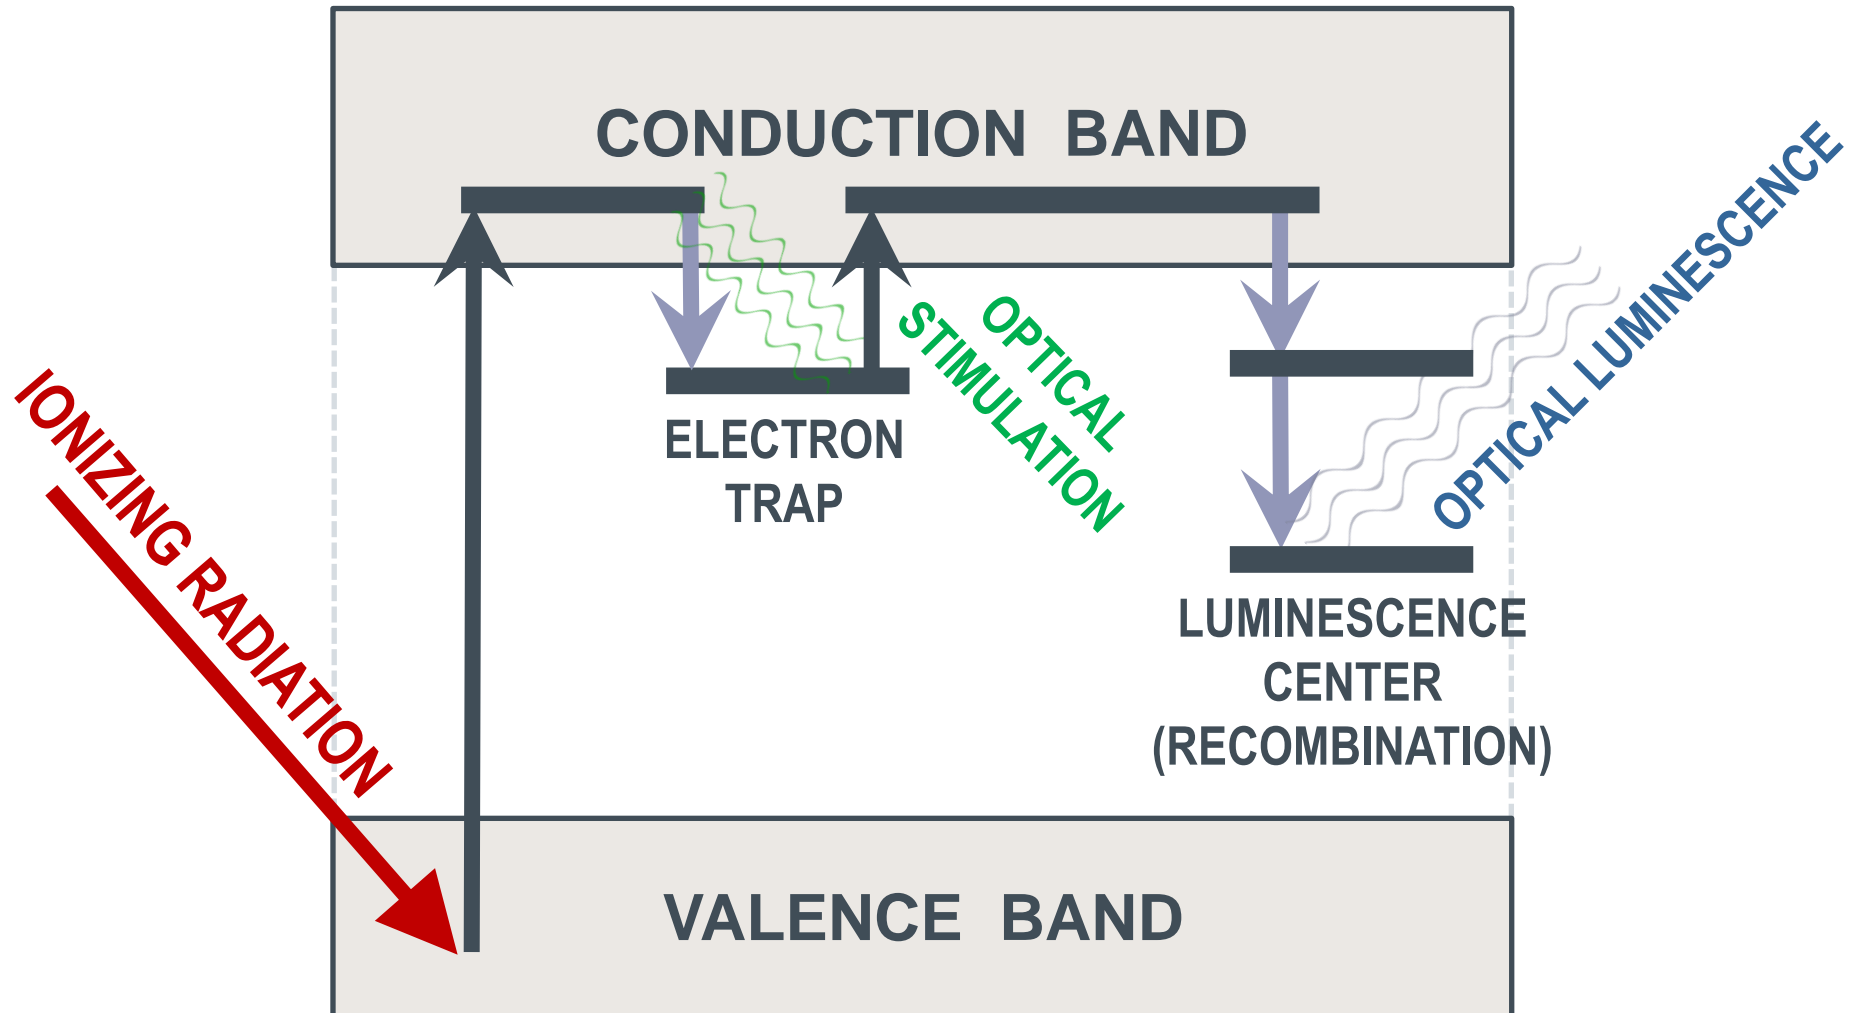 CONDUCTION BAND
OPTICAL
STIMULATION
OPTICAL LUMINESCENCE
IONIZING RADIATION
ELECTRON
TRAP
LUMINESCENCE
CENTER
(RECOMBINATION)
VALENCE BAND